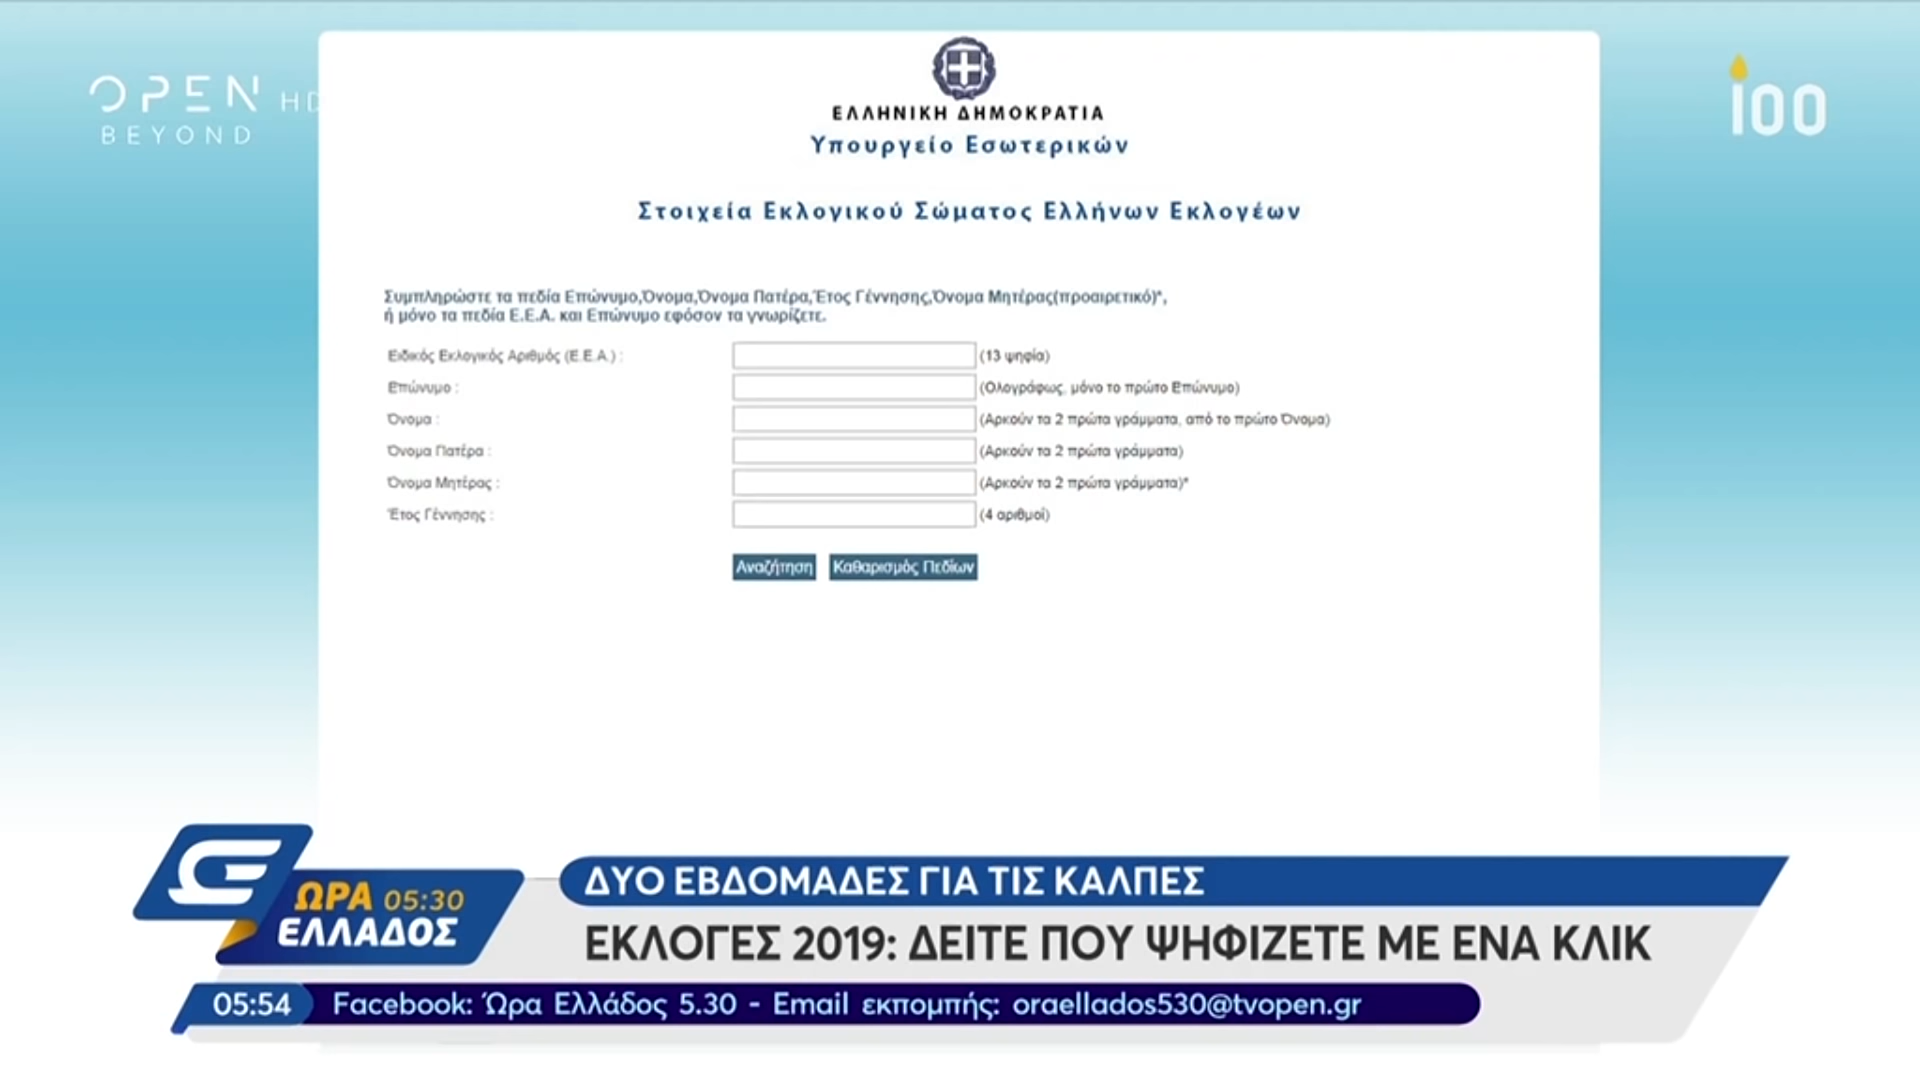 OPEN HD
BEYOND
100
ΕΛΛΗΝΙΚΗ ΔΗΜΟΚΡΑΤΙΑ
Υπουργείο Εσωτερικών
Στοιχεία Εκλογικού Σώματος Ελλήνων Εκλογέων
Συμπληρώστε τα πεδία Επώνυμο,Όνομα,Όνομα Πατέρα,Έτος Γέννησης,Όνομα Μητέρας(προαιρετικό)*,
ή μόνο τα πεδία Ε.Ε.Α. και Επώνυμο εφόσον τα γνωρίζετε.
Ειδικός Εκλογικός Αριθμός (Ε.Ε.Α.) : (13 ψηφία)
Επώνυμο : (Ολογράφως, μόνο το πρώτο Επώνυμο)
Όνομα : (Αρκούν τα 2 πρώτα γράμματα, από το πρώτο Όνομα)
Όνομα Πατέρα : (Αρκούν τα 2 πρώτα γράμματα)
Όνομα Μητέρας : (Αρκούν τα 2 πρώτα γράμματα)*
Έτος Γέννησης : (4 αριθμοί)
Αναζήτηση Καθαρισμός Πεδίων
ΩΡΑ 05:30
ΕΛΛΑΔΟΣ
ΔΥΟ ΕΒΔΟΜΑΔΕΣ ΓΙΑ ΤΙΣ ΚΑΛΠΕΣ
ΕΚΛΟΓΕΣ 2019: ΔΕΙΤΕ ΠΟΥ ΨΗΦΙΖΕΤΕ ΜΕ ΕΝΑ ΚΛΙΚ
05:54 Facebook: Ώρα Ελλάδος 5.30 - Email εκπομπής: oraellados530@tvopen.gr